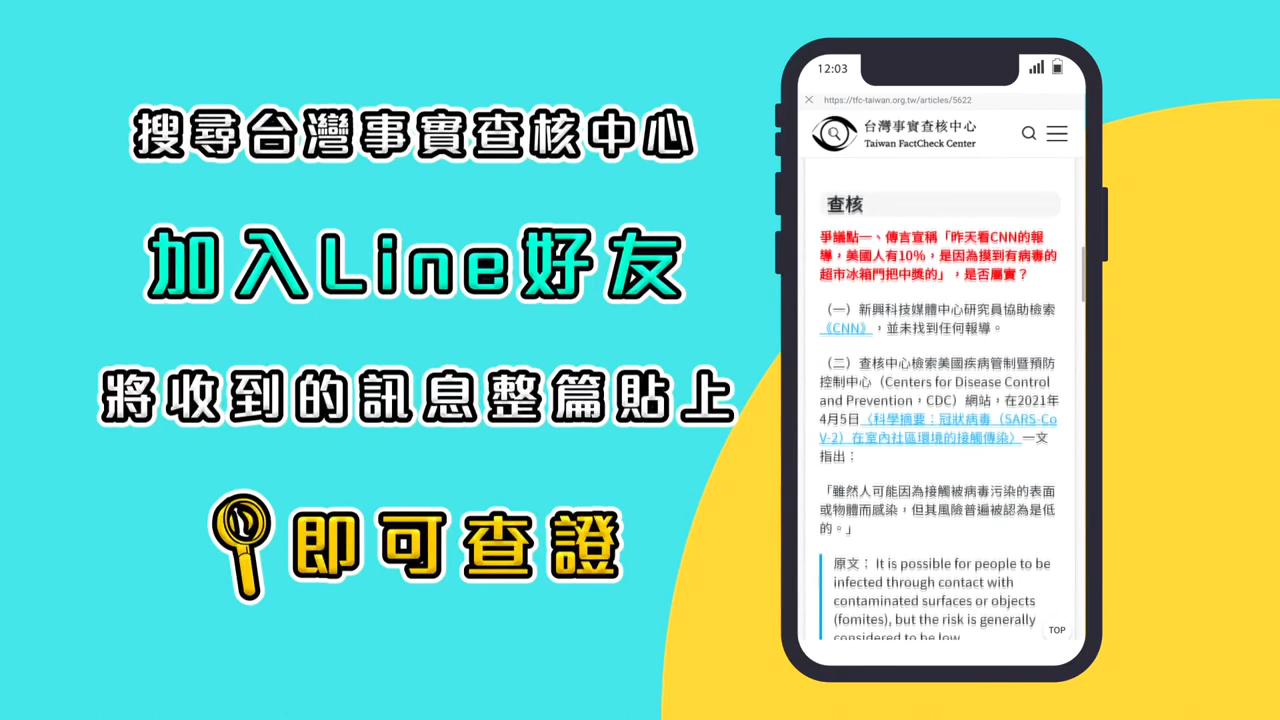 搜尋台灣事實查核中心
加入Line好友
將收到的訊息整篇貼上
即可查證
12:03
https://tfc-taiwan.org.tw/articles/5622
台灣事實查核中心
Taiwan FactCheck Center
查核
爭議點一、傳言宣稱「昨天看CNN的報
導，美國人有10%，是因為摸到有病毒的
超市冰箱門把中獎的」，是否屬實？
（一）新興科技媒體中心研究員協助檢索
《CNN》，並未找到任何報導。
（二）查核中心檢索美國疾病管制暨預防
控制中心（Centers for Disease Control
and Prevention，CDC）網站，在2021年
4月5日〈科學摘要：冠狀病毒（SARS-Co
V-2）在室內社區環境的接觸傳染〉一文
指出：
「雖然人可能因為接觸被病毒污染的表面
或物體而感染，但其風險普遍被認為是低
的。」
原文； It is possible for people to be
infected through contact with
contaminated surfaces or objects
(fomites), but the risk is generally
considered to be low
TOP